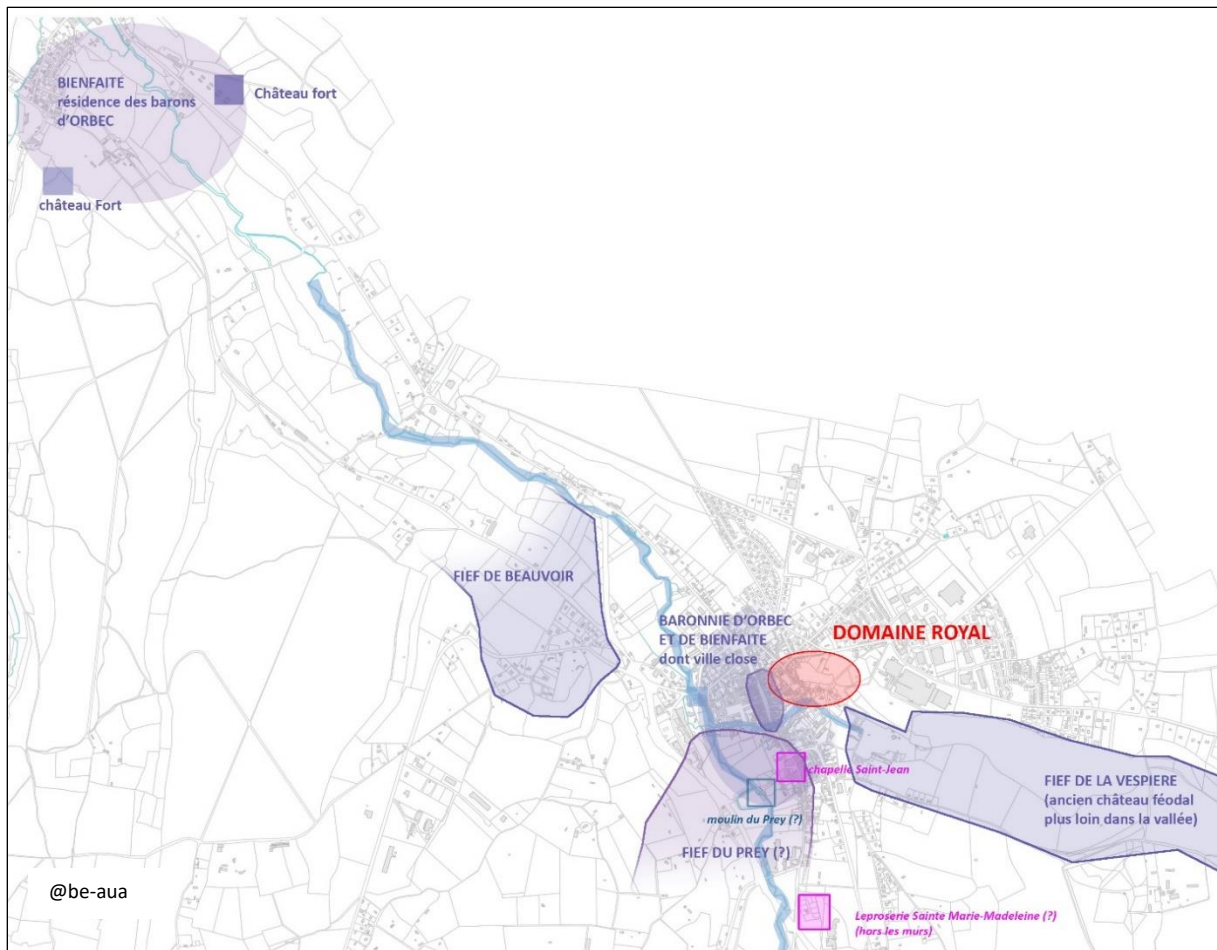 BIENFAITE
résidence des barons
d'ORBEC
Château fort
château Fort
FIEF DE BEAUVOIR
BARONNIE D'ORBEC
ET DE BIENFAITE
dont ville close
DOMAINE ROYAL
chapelle Saint-Jean
FIEF DE LA VESPIERE
(ancien château féodal
plus loin dans la vallée)
moulin du Prey (?)
FIEF DU PREY (?)
@be-aua
Leproserie Sainte Marie-Madeleine (?)
(hors les murs)